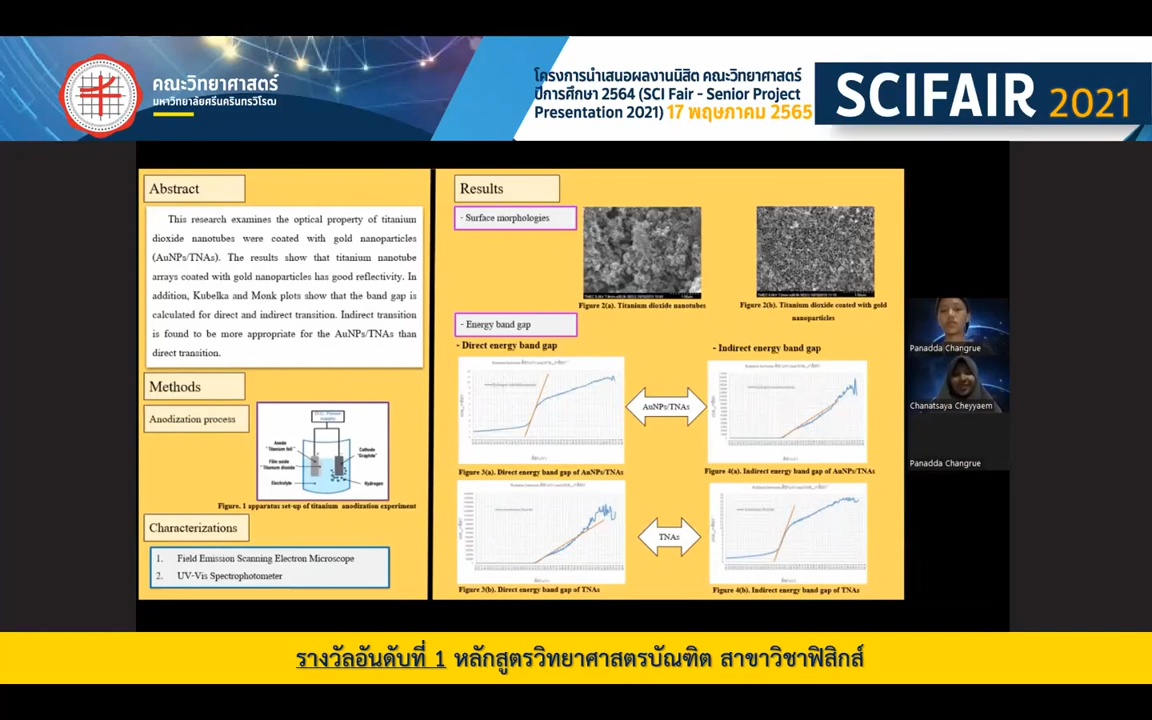 คณะวิทยาศาสตร์
มหาวิทยาลัยศรีนครินทรวิโรฒ
โครงการนำเสนอผลงานนิสิต คณะวิทยาศาสตร์
ปีการศึกษา 2564 (SCI Fair - Senior Project
Presentation 2021) 17 พฤษภาคม 2565
SCIFAIR 2021
Abstract
This research examines the optical property of titanium
dioxide nanotubes were coated with gold nanoparticles
(AuNPs/TNAs). The results show that titanium nanotube
arrays coated with gold nanoparticles has good reflectivity. In
addition, Kubelka and Monk plots show that the band gap is
calculated for direct and indirect transition. Indirect transition
is found to be more appropriate for the AuNPs/TNAs than
direct transition.
Methods
Anodization process
D.C. Power
supply
Anode
"Titanium foil"
Film oxide
"Titanium dioxide"
Electrolyte
Cathode
"Graphite"
Hydrogen
Figure. 1 apparatus set-up of titanium anodization experiment
Characterizations
1. Field Emission Scanning Electron Microscope
2. UV-Vis Spectrophotometer
Results
- Surface morphologies
Figure 2(a). Titanium dioxide nanotubes
Figure 2(b). Titanium dioxide coated with gold
nanoparticles
- Energy band gap
- Direct energy band gap
- Indirect energy band gap
AuNPs/TNAs
Figure 3(a). Direct energy band gap of AuNPs/TNAs
Figure 4(a). Indirect energy band gap of AuNPs/TNAs
TNAs
Figure 3(b). Direct energy band gap of TNAs
Figure 4(b). Indirect energy band gap of TNAs
Panadda Changrue
Chanatsaya Cheyyaem
Panadda Changrue
รางวัลอันดับที่ 1 หลักสูตรวิทยาศาสตรบัณฑิต สาขาวิชาฟิสิกส์